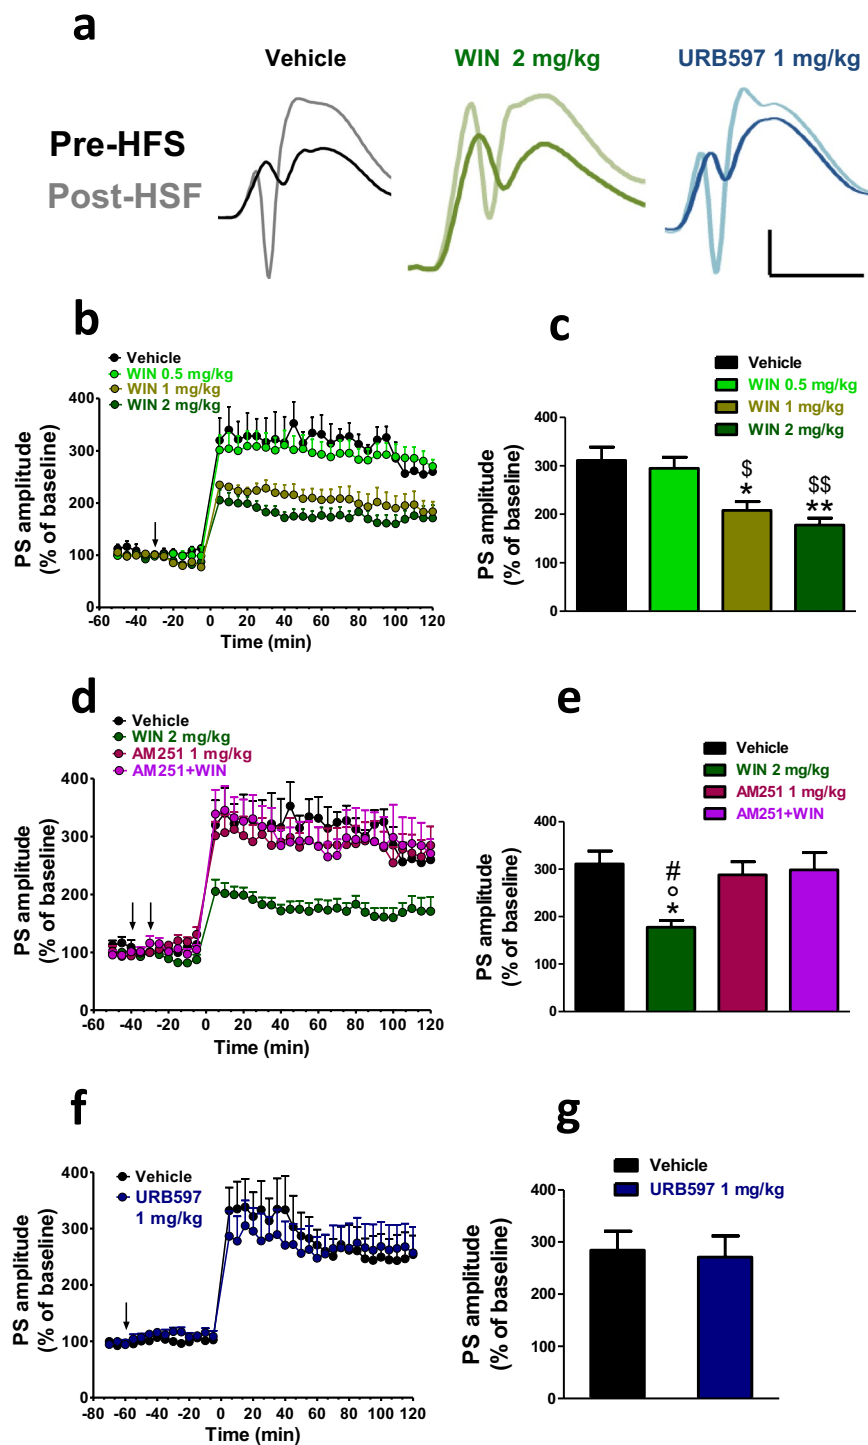 a
Vehicle
WIN 2 mg/kg
URB597 1 mg/kg
Pre-HFS
Post-HSF
b
Vehicle
WIN 0.5 mg/kg
WIN 1 mg/kg
WIN 2 mg/kg
PS amplitude
(% of baseline)
400
300
200
100
0
-60 -40 -20 0 20 40 60 80 100 120
Time (min)
c
Vehicle
WIN 0.5 mg/kg
WIN 1 mg/kg
WIN 2 mg/kg
PS amplitude
(% of baseline)
400
300
200
100
0
$
*
$$
**
d
Vehicle
WIN 2 mg/kg
AM251 1 mg/kg
AM251+WIN
PS amplitude
(% of baseline)
400
300
200
100
0
-60 -40 -20 0 20 40 60 80 100 120
Time (min)
e
Vehicle
WIN 2 mg/kg
AM251 1 mg/kg
AM251+WIN
PS amplitude
(% of baseline)
400
300
200
100
0
#
°
*
f
Vehicle
URB597
1 mg/kg
PS amplitude
(% of baseline)
400
300
200
100
0
-80 -60 -40 -20 0 20 40 60 80 100 120
Time (min)
g
Vehicle
URB597 1 mg/kg
PS amplitude
(% of baseline)
400
300
200
100
0